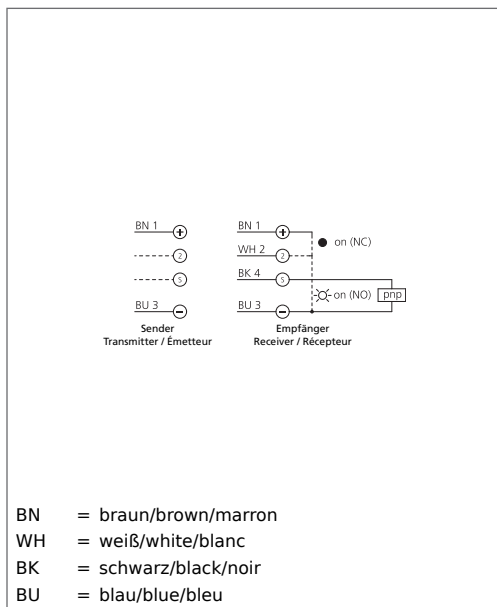 BN 1 BN 1
+ + on (NC)
2 WH 2 2
S BK 4 S
on (NO) pnp
BU 3 BU 3
− −
Sender Empfänger
Transmitter / Émetteur Receiver / Récepteur
BN = braun/brown/marron
WH = weiß/white/blanc
BK = schwarz/black/noir
BU = blau/blue/bleu